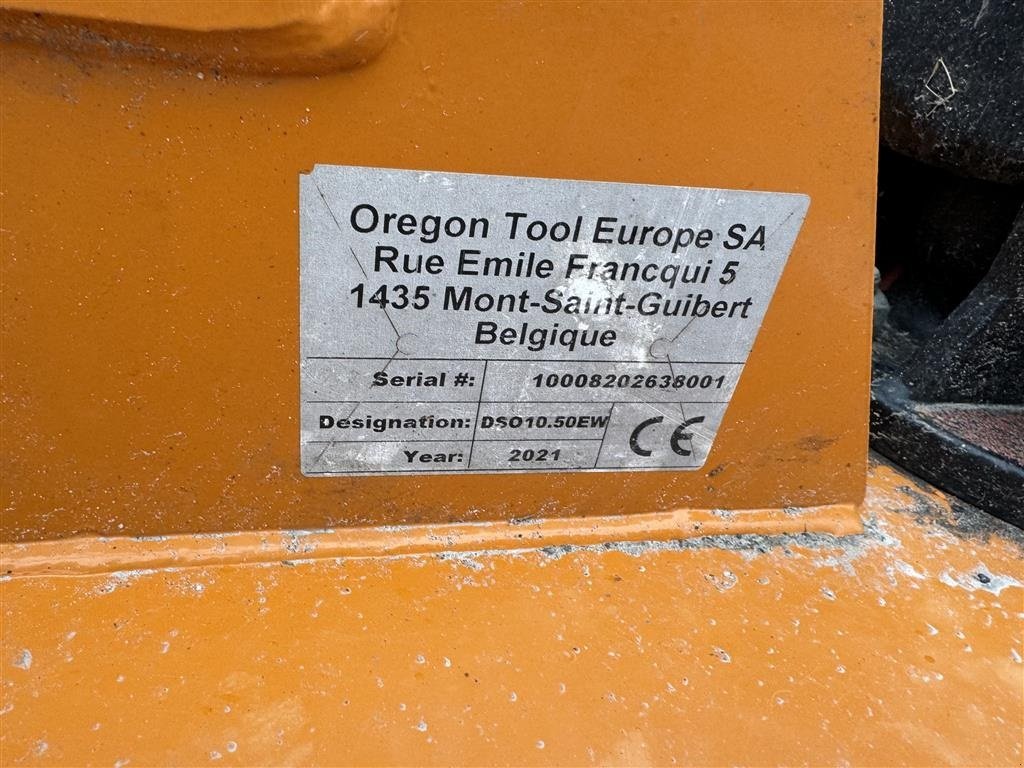 Oregon Tool Europe SA
Rue Emile Francqui 5
1435 Mont-Saint-Guibert
Belgique
Serial #: 10008202638001
Designation: DSO10.50EW
Year: 2021
CE